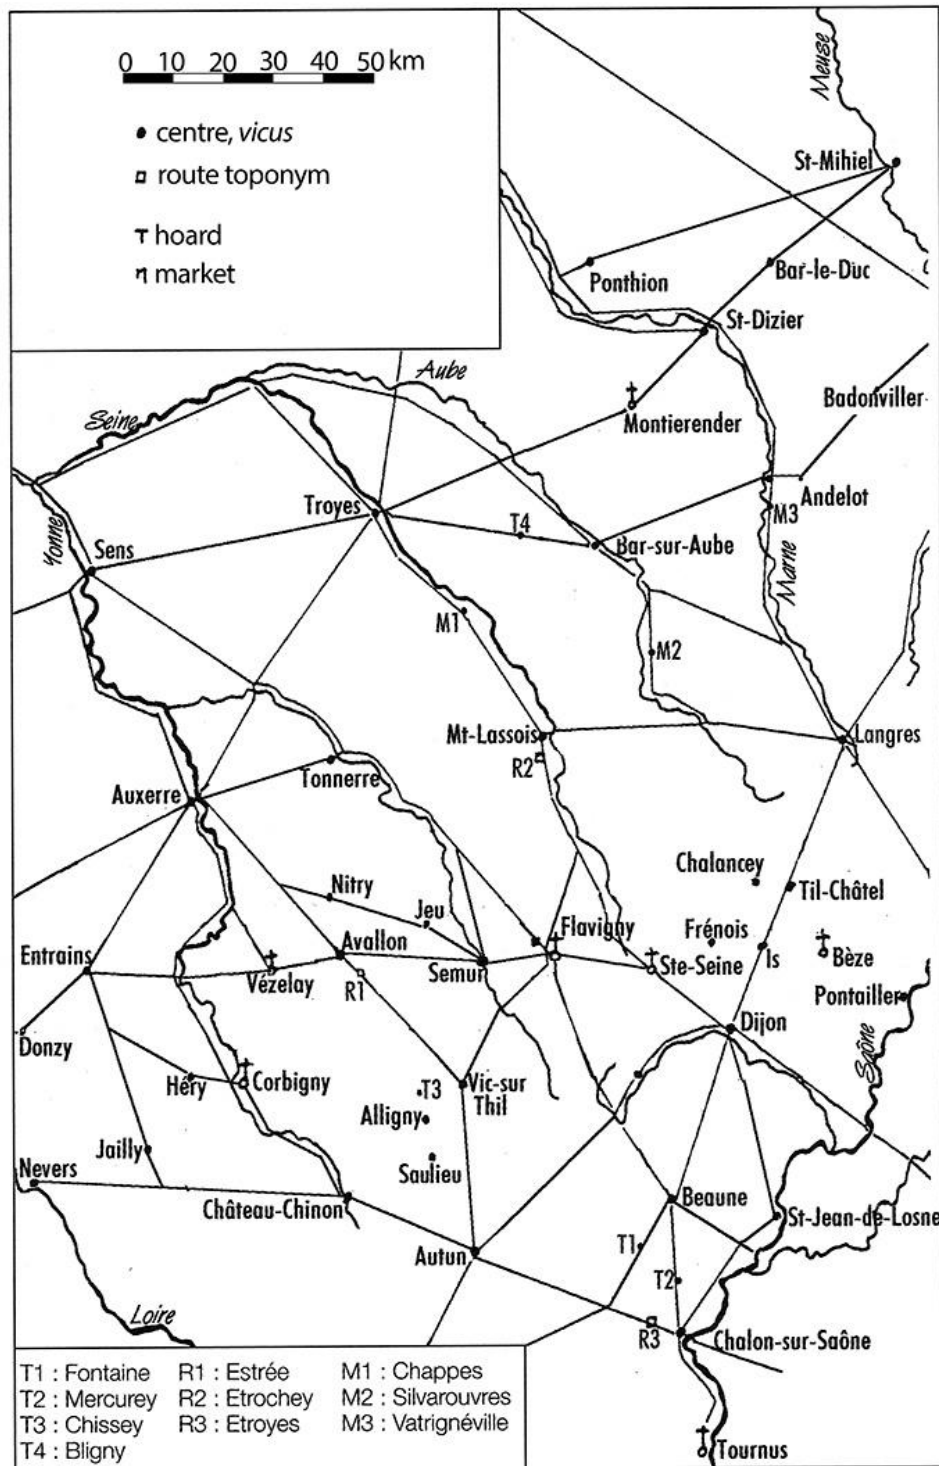 0 10 20 30 40 50 km
centre, vicus
route toponym
hoard
market
Meuse
St-Mihiel
Ponthion
Bar-le-Duc
St-Dizier
Aube
Seine
Montierender
Badonviller
Troyes
T4
Andelot
M3
Yonne
Sens
Bar-sur-Aube
Marne
M1
M2
Mt-Lassois
Langres
R2
Tonnerre
Auxerre
Chalancey
Til-Châtel
Nitry
Jeu
Flavigny
Frénois
Avallon
Entrains
Vézelay
R1
Semur
Ste-Seine
Is
Bèze
Pontailler
Donzy
Dijon
Saône
Héry
Corbigny
T3
Vic-sur
Thil
Alligny
Jailly
Saulieu
Nevers
Château-Chinon
Beaune
St-Jean-de-Losne
Autun
T1
T2
Loire
R3
Chalon-sur-Saône
T1 : Fontaine R1 : Estrée M1 : Chappes
T2 : Mercurey R2 : Etrochey M2 : Silvarouvres
T3 : Chissey R3 : Etroyes M3 : Vatrignéville
T4 : Bligny
Tournus